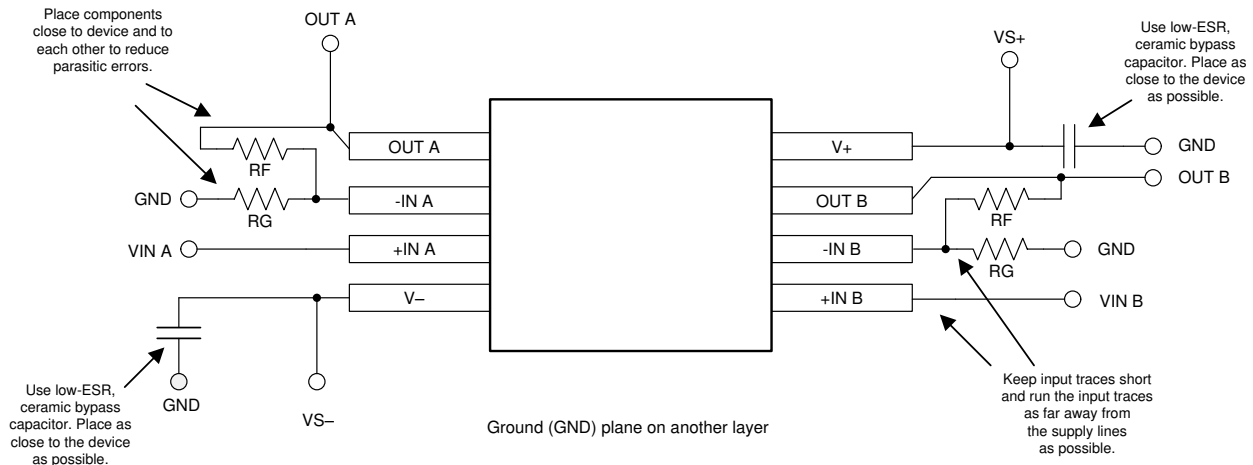 Place components
close to device and to
each other to reduce
parasitic errors.
OUT A
VS+
Use low-ESR,
ceramic bypass
capacitor. Place as
close to the device
as possible.
OUT A
RF
V+
GND
GND
RG
-IN A
OUT B
OUT B
RF
VIN A
+IN A
-IN B
RG
GND
V–
+IN B
VIN B
Use low-ESR,
ceramic bypass
capacitor. Place as
close to the device
as possible.
GND
VS–
Ground (GND) plane on another layer
Keep input traces short
and run the input traces
as far away from
the supply lines
as possible.